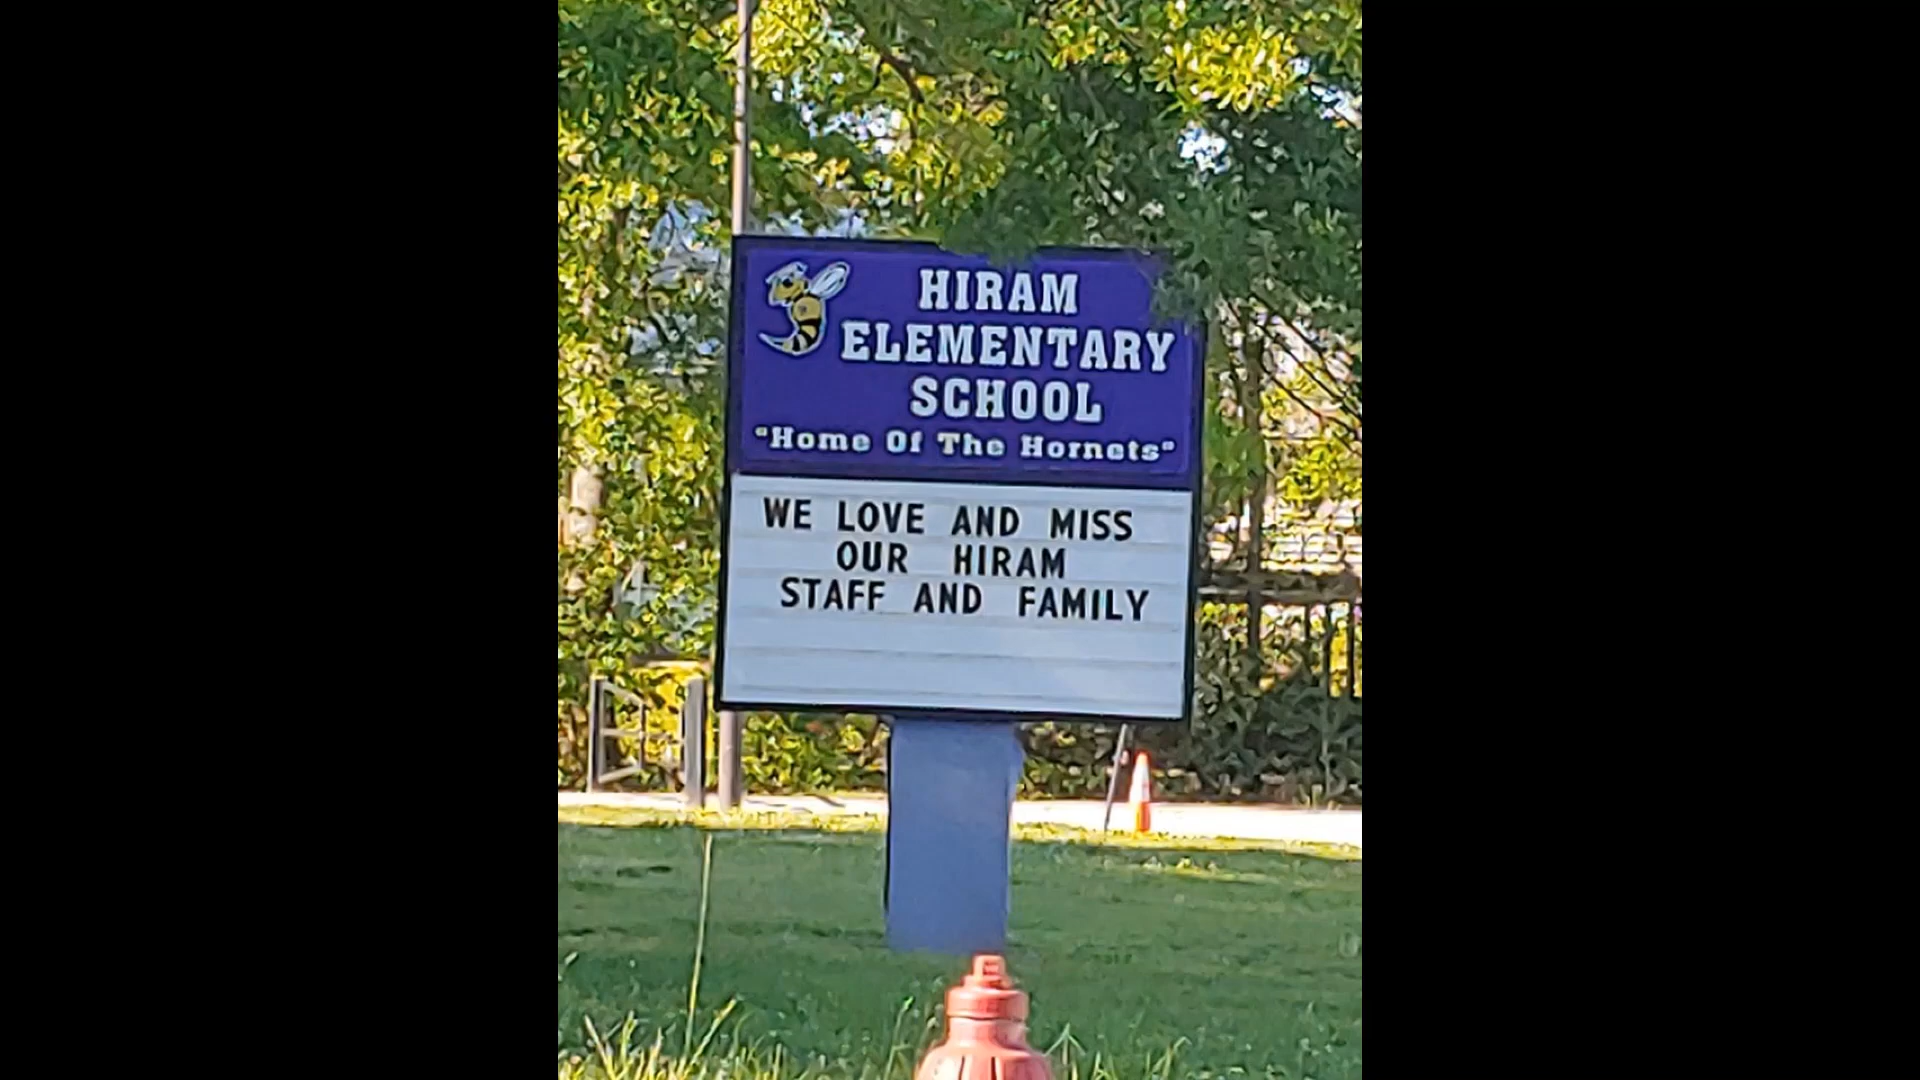 HIRAM
ELEMENTARY
SCHOOL
"Home Of The Hornets"
WE LOVE AND MISS
OUR HIRAM
STAFF AND FAMILY